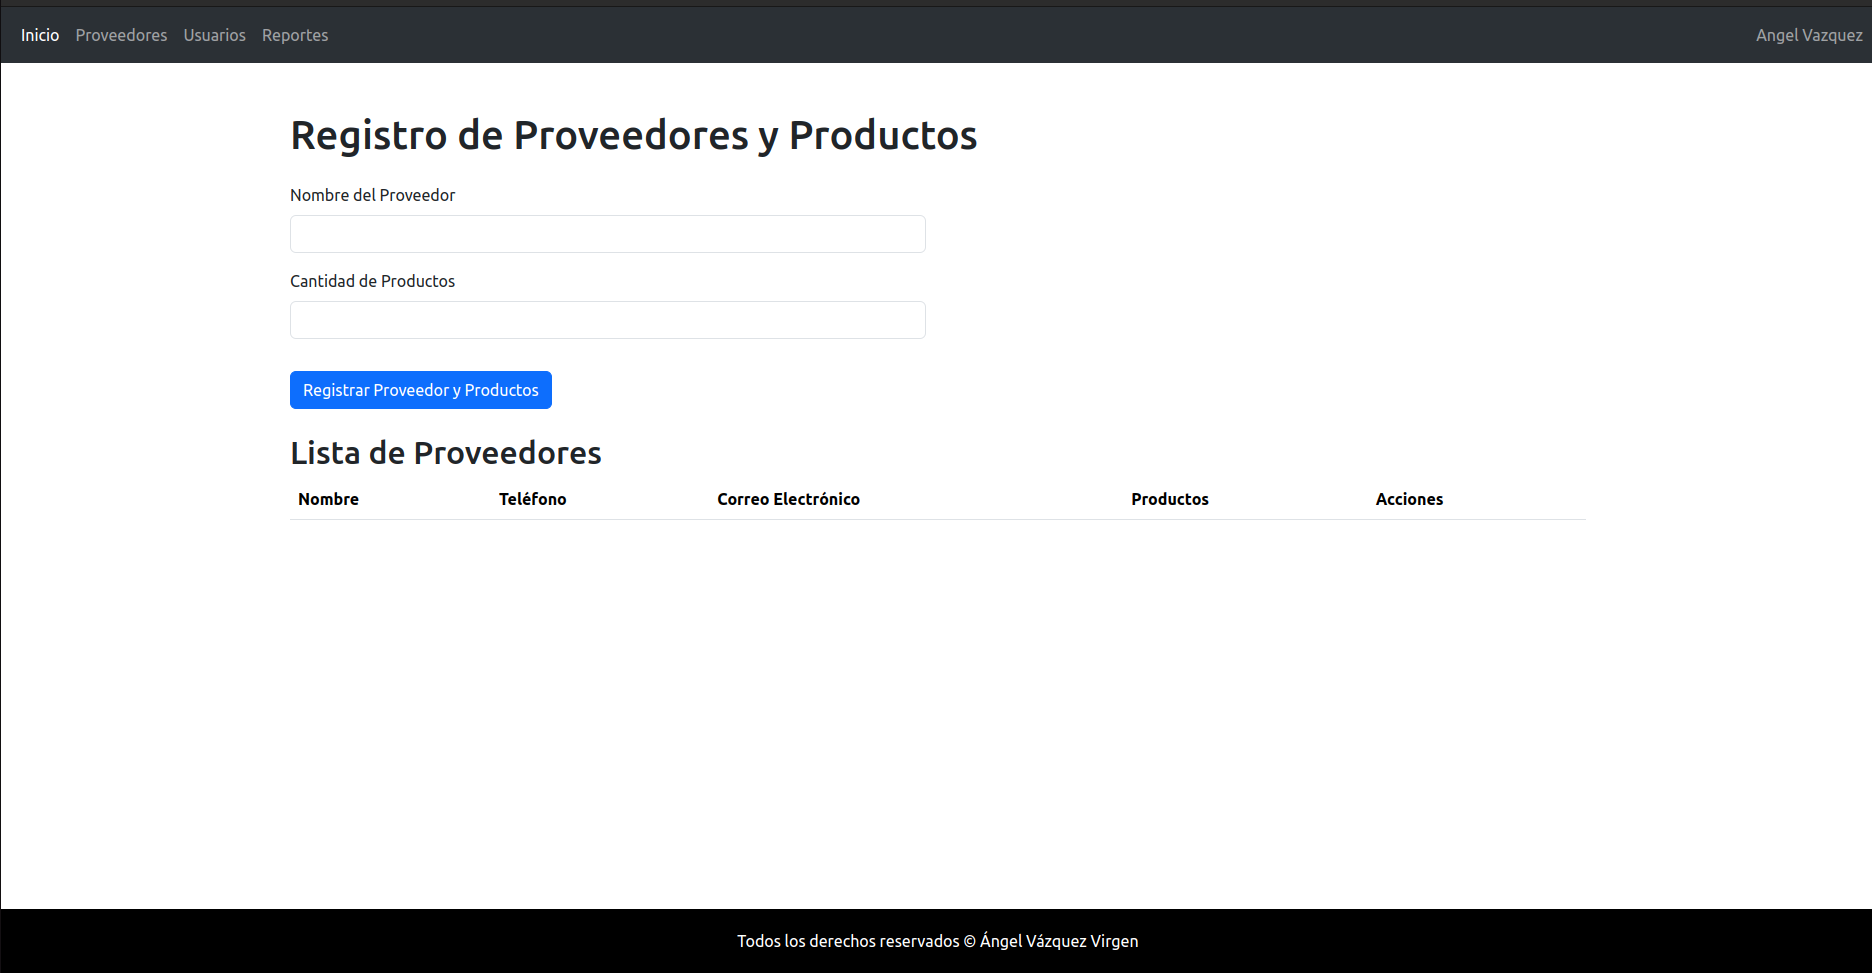 Inicio Proveedores Usuarios Reportes Angel Vazquez
Registro de Proveedores y Productos
Nombre del Proveedor
Cantidad de Productos
Registrar Proveedor y Productos
Lista de Proveedores
Nombre Teléfono Correo Electrónico Productos Acciones
Todos los derechos reservados © Ángel Vázquez Virgen